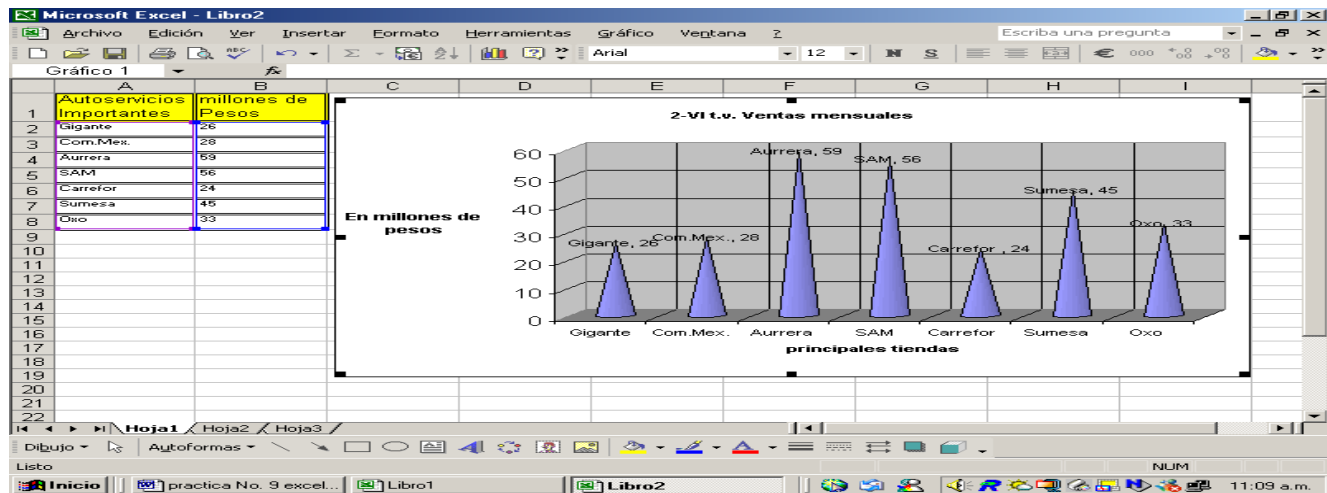 Microsoft Excel - Libro2
Archivo Edición Ver Insertar Formato Herramientas Gráfico Ventana ? Escriba una pregunta
Arial 12 N S € 000
Gráfico 1 fx
A B C D E F G H I
1 Autoservicios Importantes millones de Pesos
2 Gigante 26
3 Com.Mex. 28
4 Aurrera 59
5 SAM 56
6 Carrefor 24
7 Sumesa 45
8 Oxo 33
9
10
11
12
13
14
15
16
17
18
19
20
21
22
2-VI t.v. Ventas mensuales
En millones de
pesos
60
50
40
30
20
10
0
Gigante, 26
Com.Mex., 28
Aurrera, 59
SAM, 56
Carrefor , 24
Sumesa, 45
Oxo, 33
Gigante Com.Mex. Aurrera SAM Carrefor Sumesa Oxo
principales tiendas
Hoja1 Hoja2 Hoja3
Dibujo Autoformas
Listo NUM
Inicio practica No. 9 excel... Libro1 Libro2 11:09 a.m.